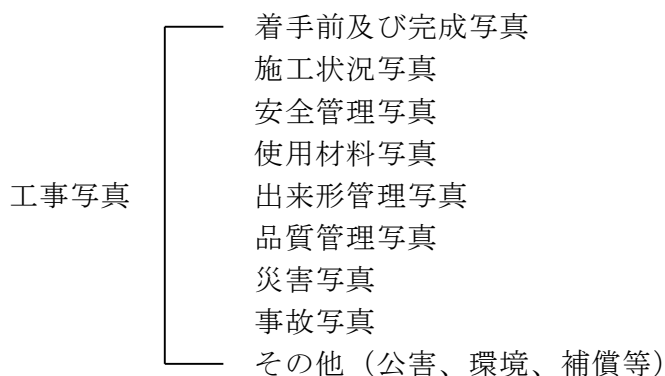 着手前及び完成写真
施工状況写真
安全管理写真
使用材料写真
工事写真　出来形管理写真
品質管理写真
災害写真
事故写真
その他（公害、環境、補償等）